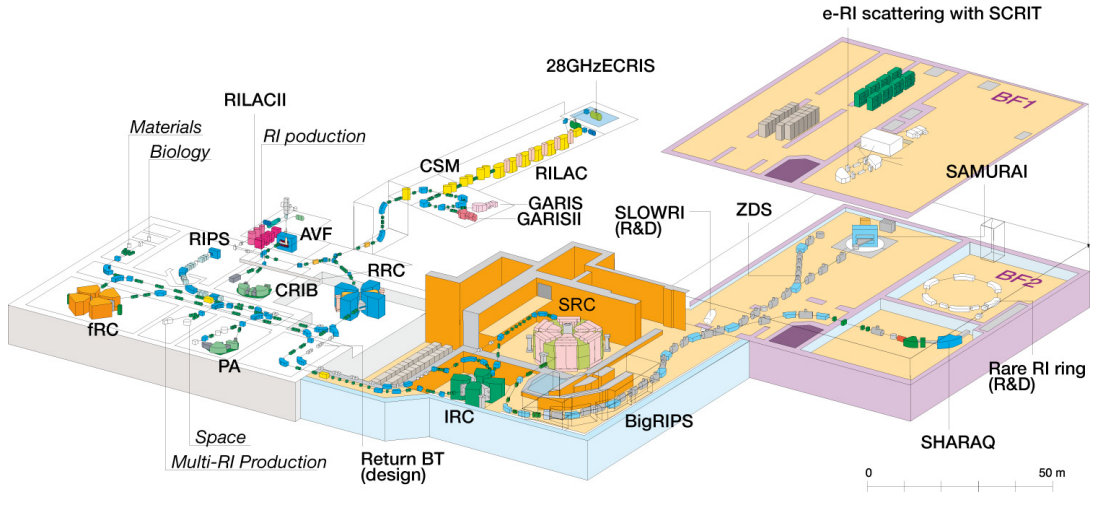 e-RI scattering with SCRIT
28GHzECRIS
BF1
RILACII
Materials
Biology
RI poduction
CSM
RILAC
SAMURAI
GARIS
GARISII
SLOWRI
(R&D)
ZDS
RIPS
AVF
RRC
BF2
CRIB
SRC
fRC
PA
Rare RI ring
(R&D)
IRC
BigRIPS
SHARAQ
Space
Multi-RI Production
Return BT
(design)
0
50 m